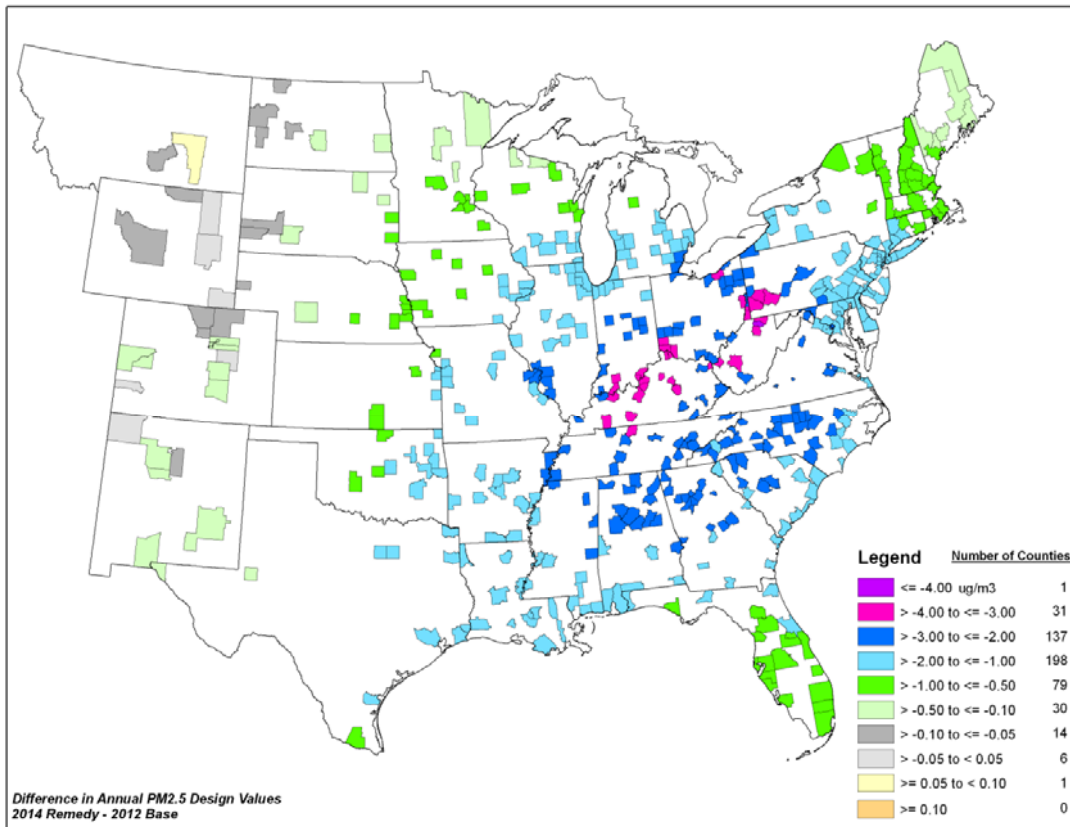 Legend Number of Counties
<= -4.00 ug/m3 1
> -4.00 to <= -3.00 31
> -3.00 to <= -2.00 137
> -2.00 to <= -1.00 198
> -1.00 to <= -0.50 79
> -0.50 to <= -0.10 30
> -0.10 to <= -0.05 14
> -0.05 to < 0.05 6
>= 0.05 to < 0.10 1
>= 0.10 0
Difference in Annual PM2.5 Design Values
2014 Remedy - 2012 Base